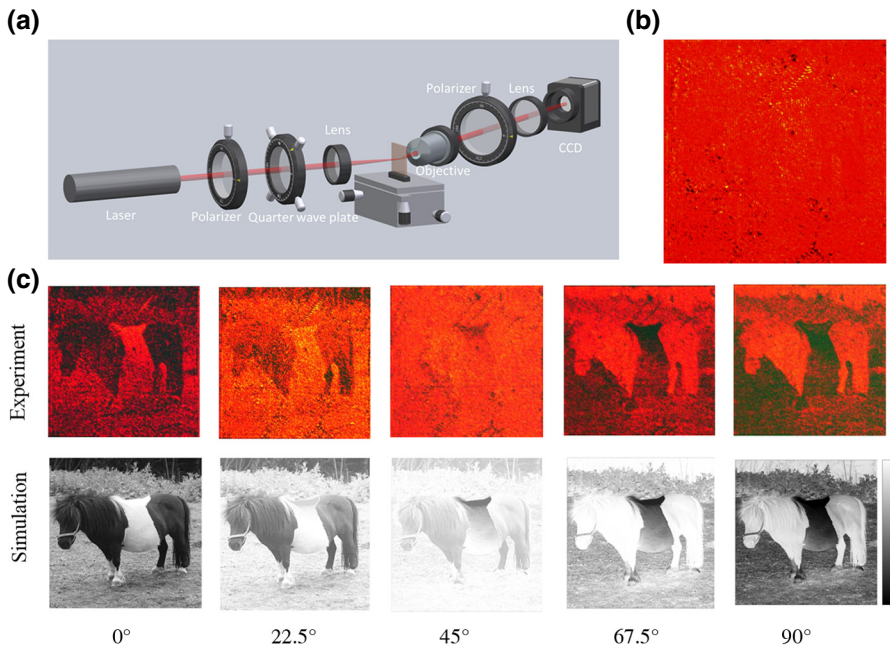 (a)
(b)
Polarizer
Lens
CCD
Lens
Objective
Laser
Polarizer
Quarter wave plate
(c)
Experiment
Simulation
0°
22.5°
45°
67.5°
90°